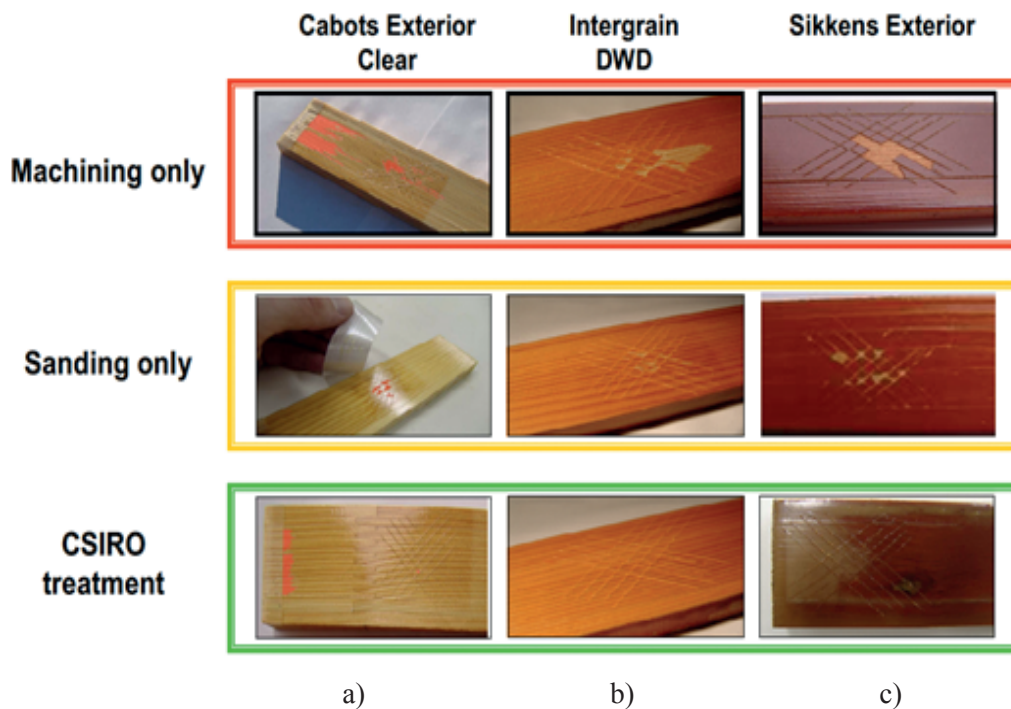 Cabots Exterior
Clear
Intergrain
DWD
Sikkens Exterior
Machining only
Sanding only
CSIRO
treatment
a)
b)
c)